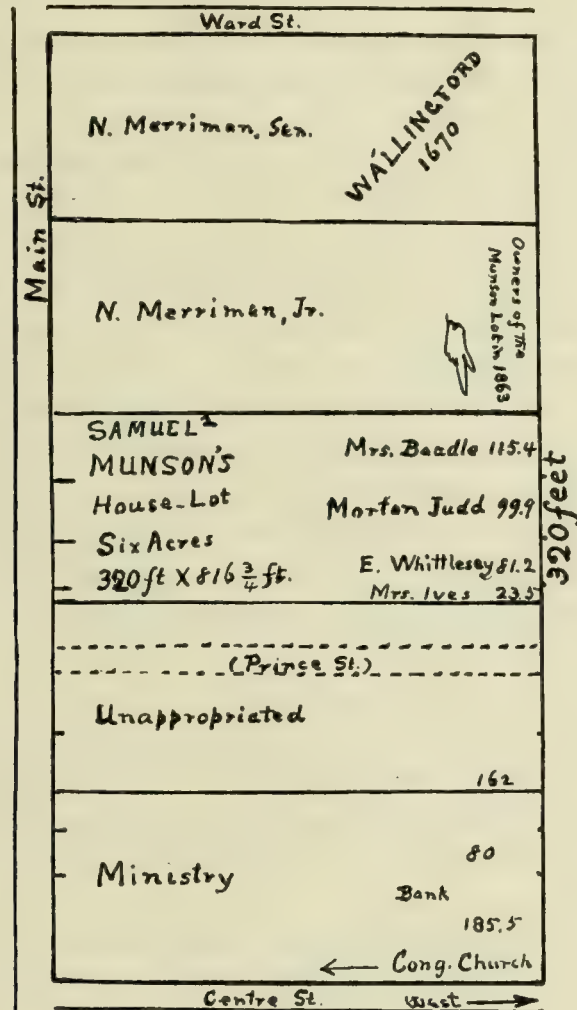 Ward St.
Main St.
N. Merriman, Sen.
WALLINGFORD
1670
N. Merriman, Jr.
Owners of the
Munson Lot in 1863
SAMUEL²
MUNSON'S
House-Lot
Six Acres
320 ft X 816 ¾ ft.
Mrs. Beadle 115.4
Morton Judd 99.9
E. Whittlesey 81.2
Mrs. Ives 23.5
320 feet
(Prince St.)
Unappropriated
162
Ministry
80
Bank
185.5
← Cong. Church
Centre St.
West →